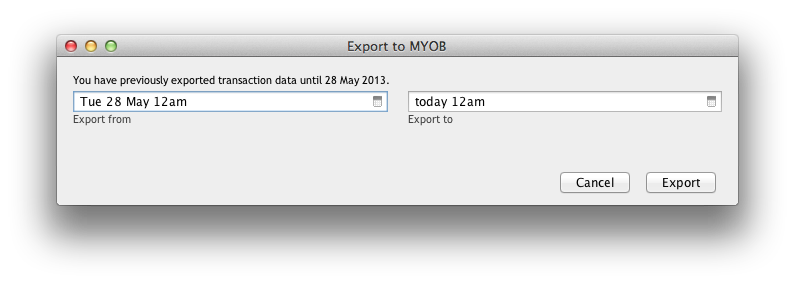 Export to MYOB
You have previously exported transaction data until 28 May 2013.
Tue 28 May 12am
today 12am
Export from
Export to
Cancel
Export